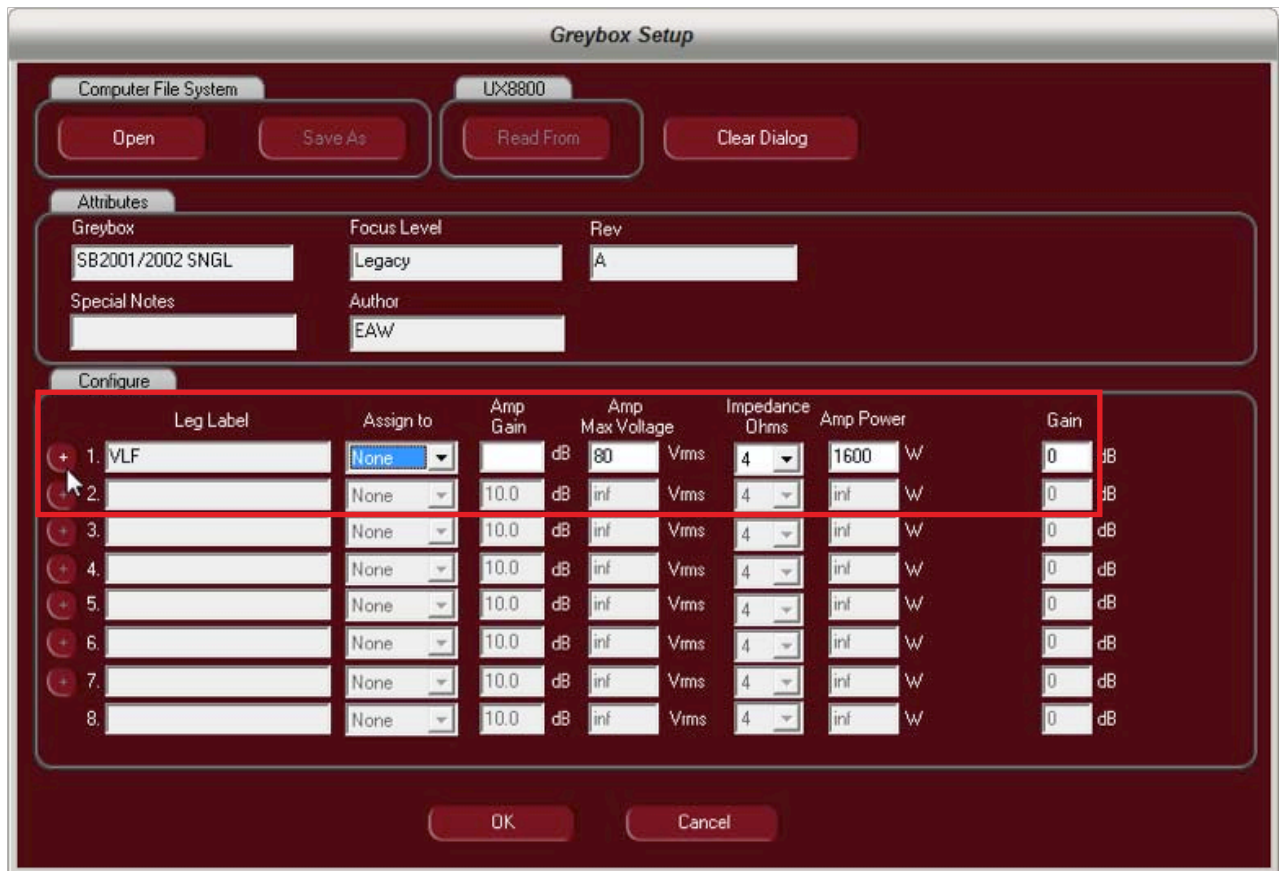 Greybox Setup
Computer File System
UX8800
Open
Save As
Read From
Clear Dialog
Attributes
Greybox
Focus Level
Rev
SB2001/2002 SNGL
Legacy
A
Special Notes
Author
EAW
Configure
Leg Label
Assign to
Amp Gain
Amp Max Voltage
Impedance Ohms
Amp Power
Gain
+ 1. VLF None dB 80 Vrms 4 1600 W 0 dB
+ 2. None 10.0 dB inf Vrms 4 inf W 0 dB
+ 3. None 10.0 dB inf Vrms 4 inf W 0 dB
+ 4. None 10.0 dB inf Vrms 4 inf W 0 dB
+ 5. None 10.0 dB inf Vrms 4 inf W 0 dB
+ 6. None 10.0 dB inf Vrms 4 inf W 0 dB
+ 7. None 10.0 dB inf Vrms 4 inf W 0 dB
8. None 10.0 dB inf Vrms 4 inf W 0 dB
OK
Cancel